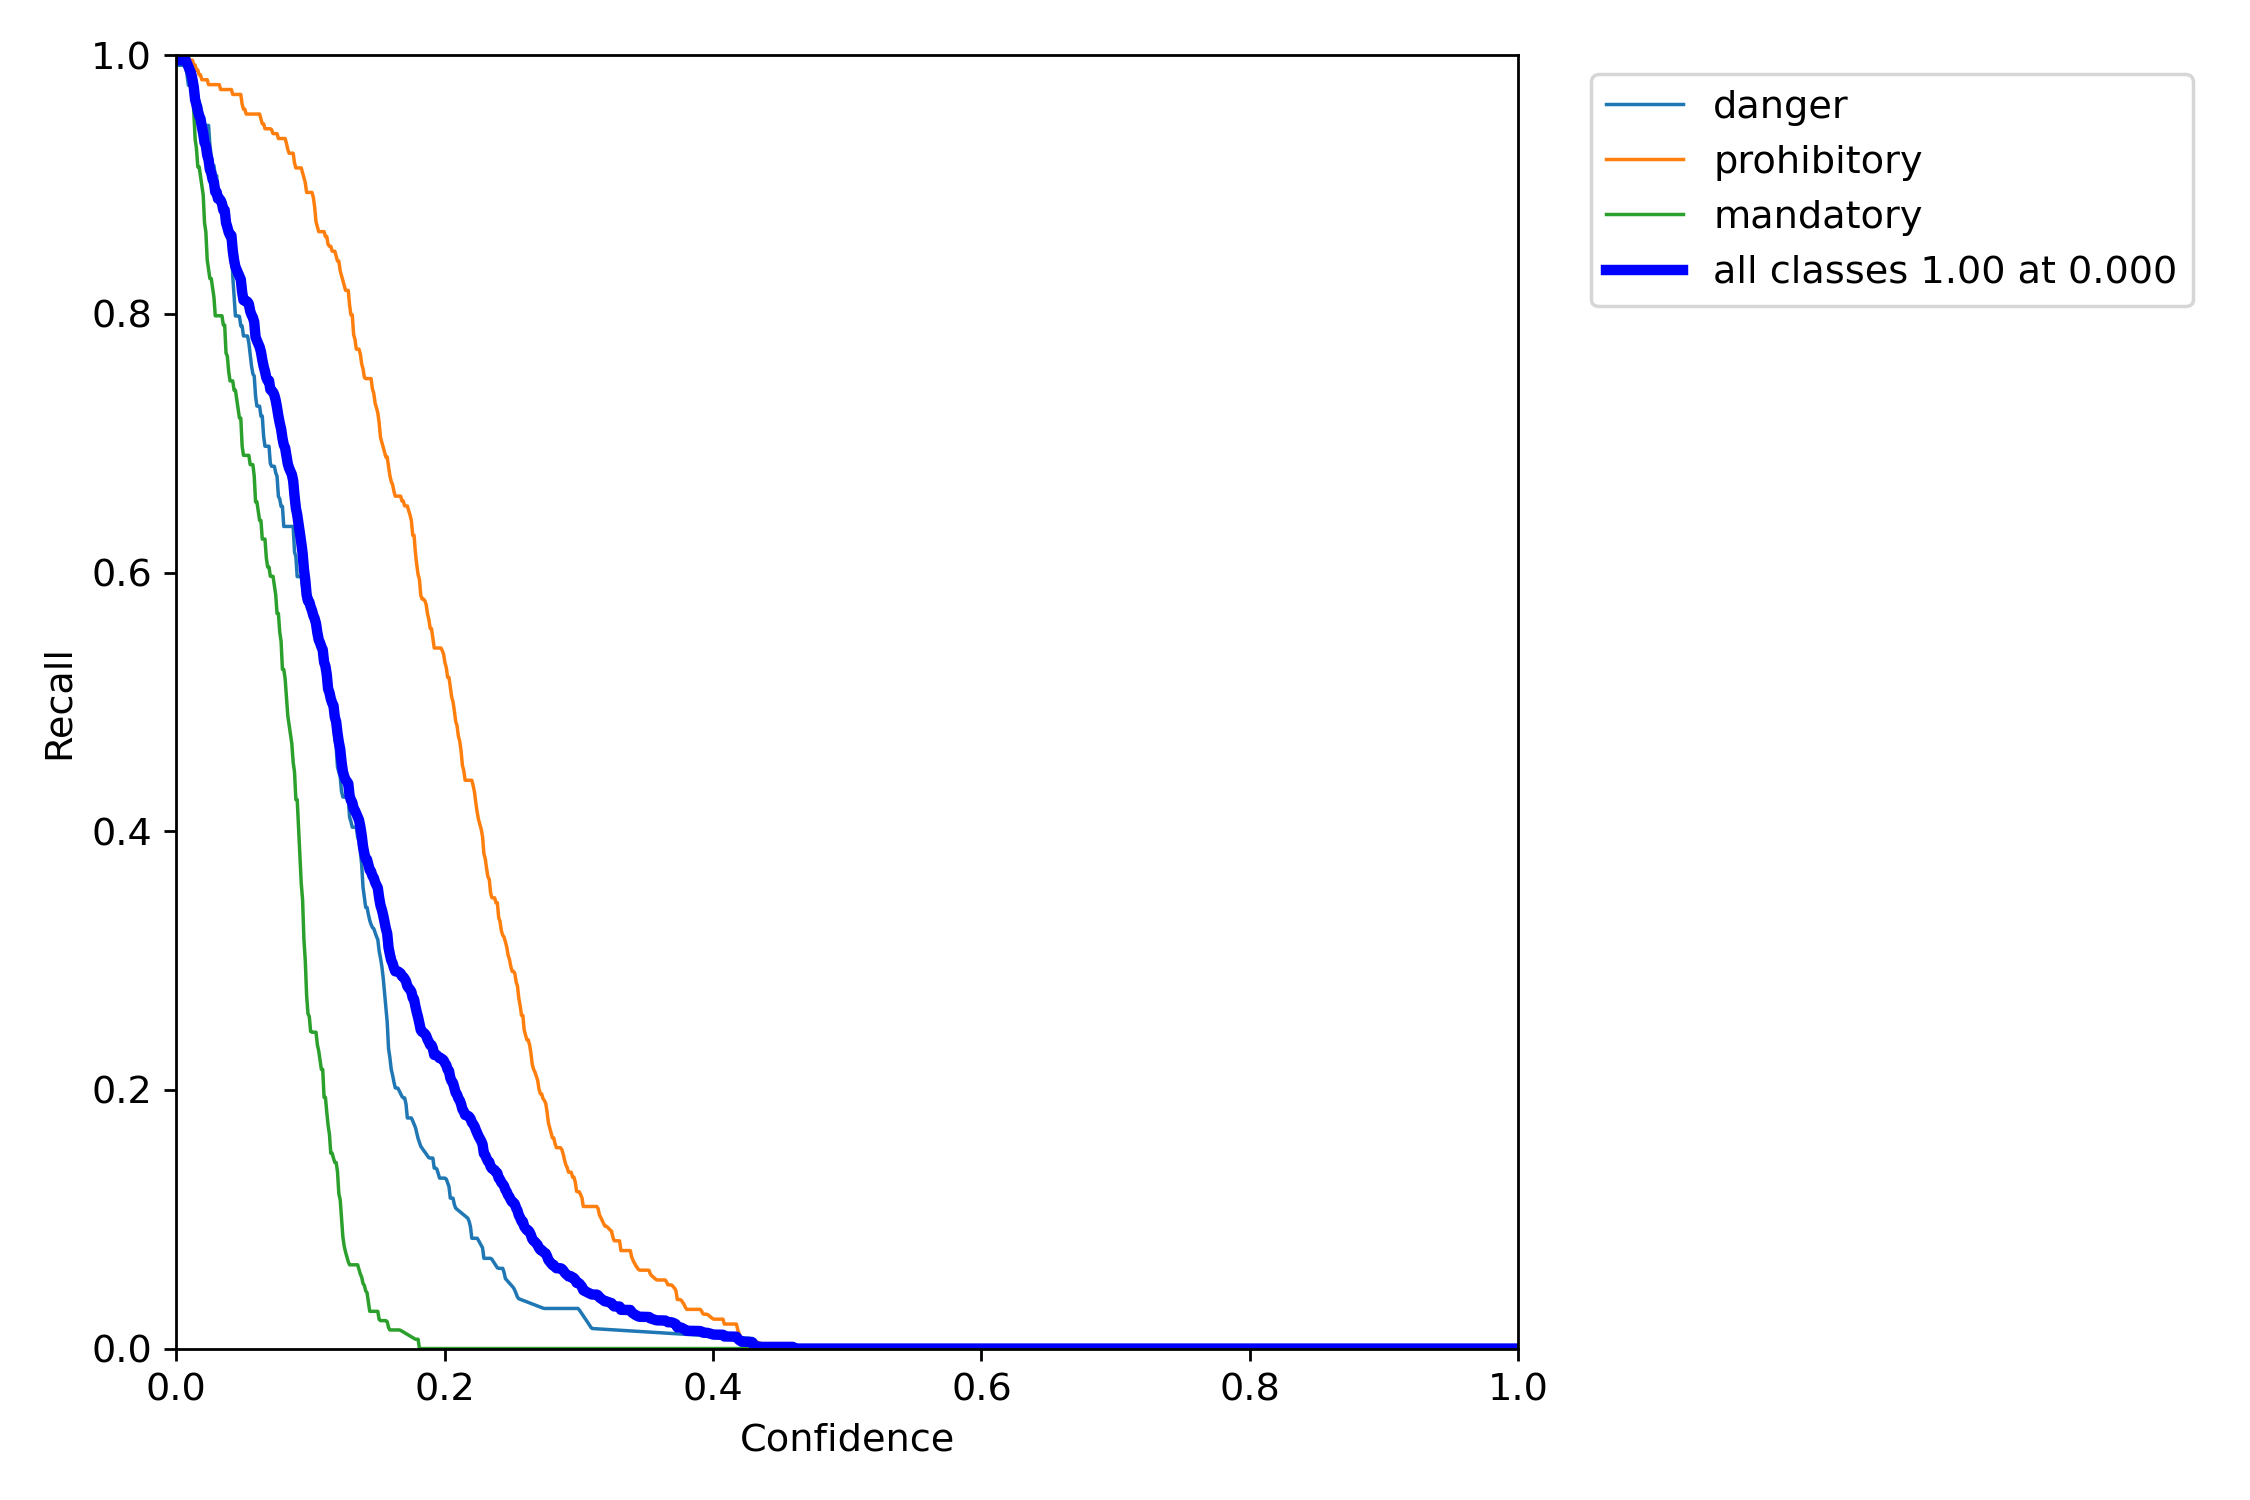 1.0
0.8
0.6
0.4
0.2
0.0
Recall
0.0 0.2 0.4 0.6 0.8 1.0
Confidence
danger
prohibitory
mandatory
all classes 1.00 at 0.000